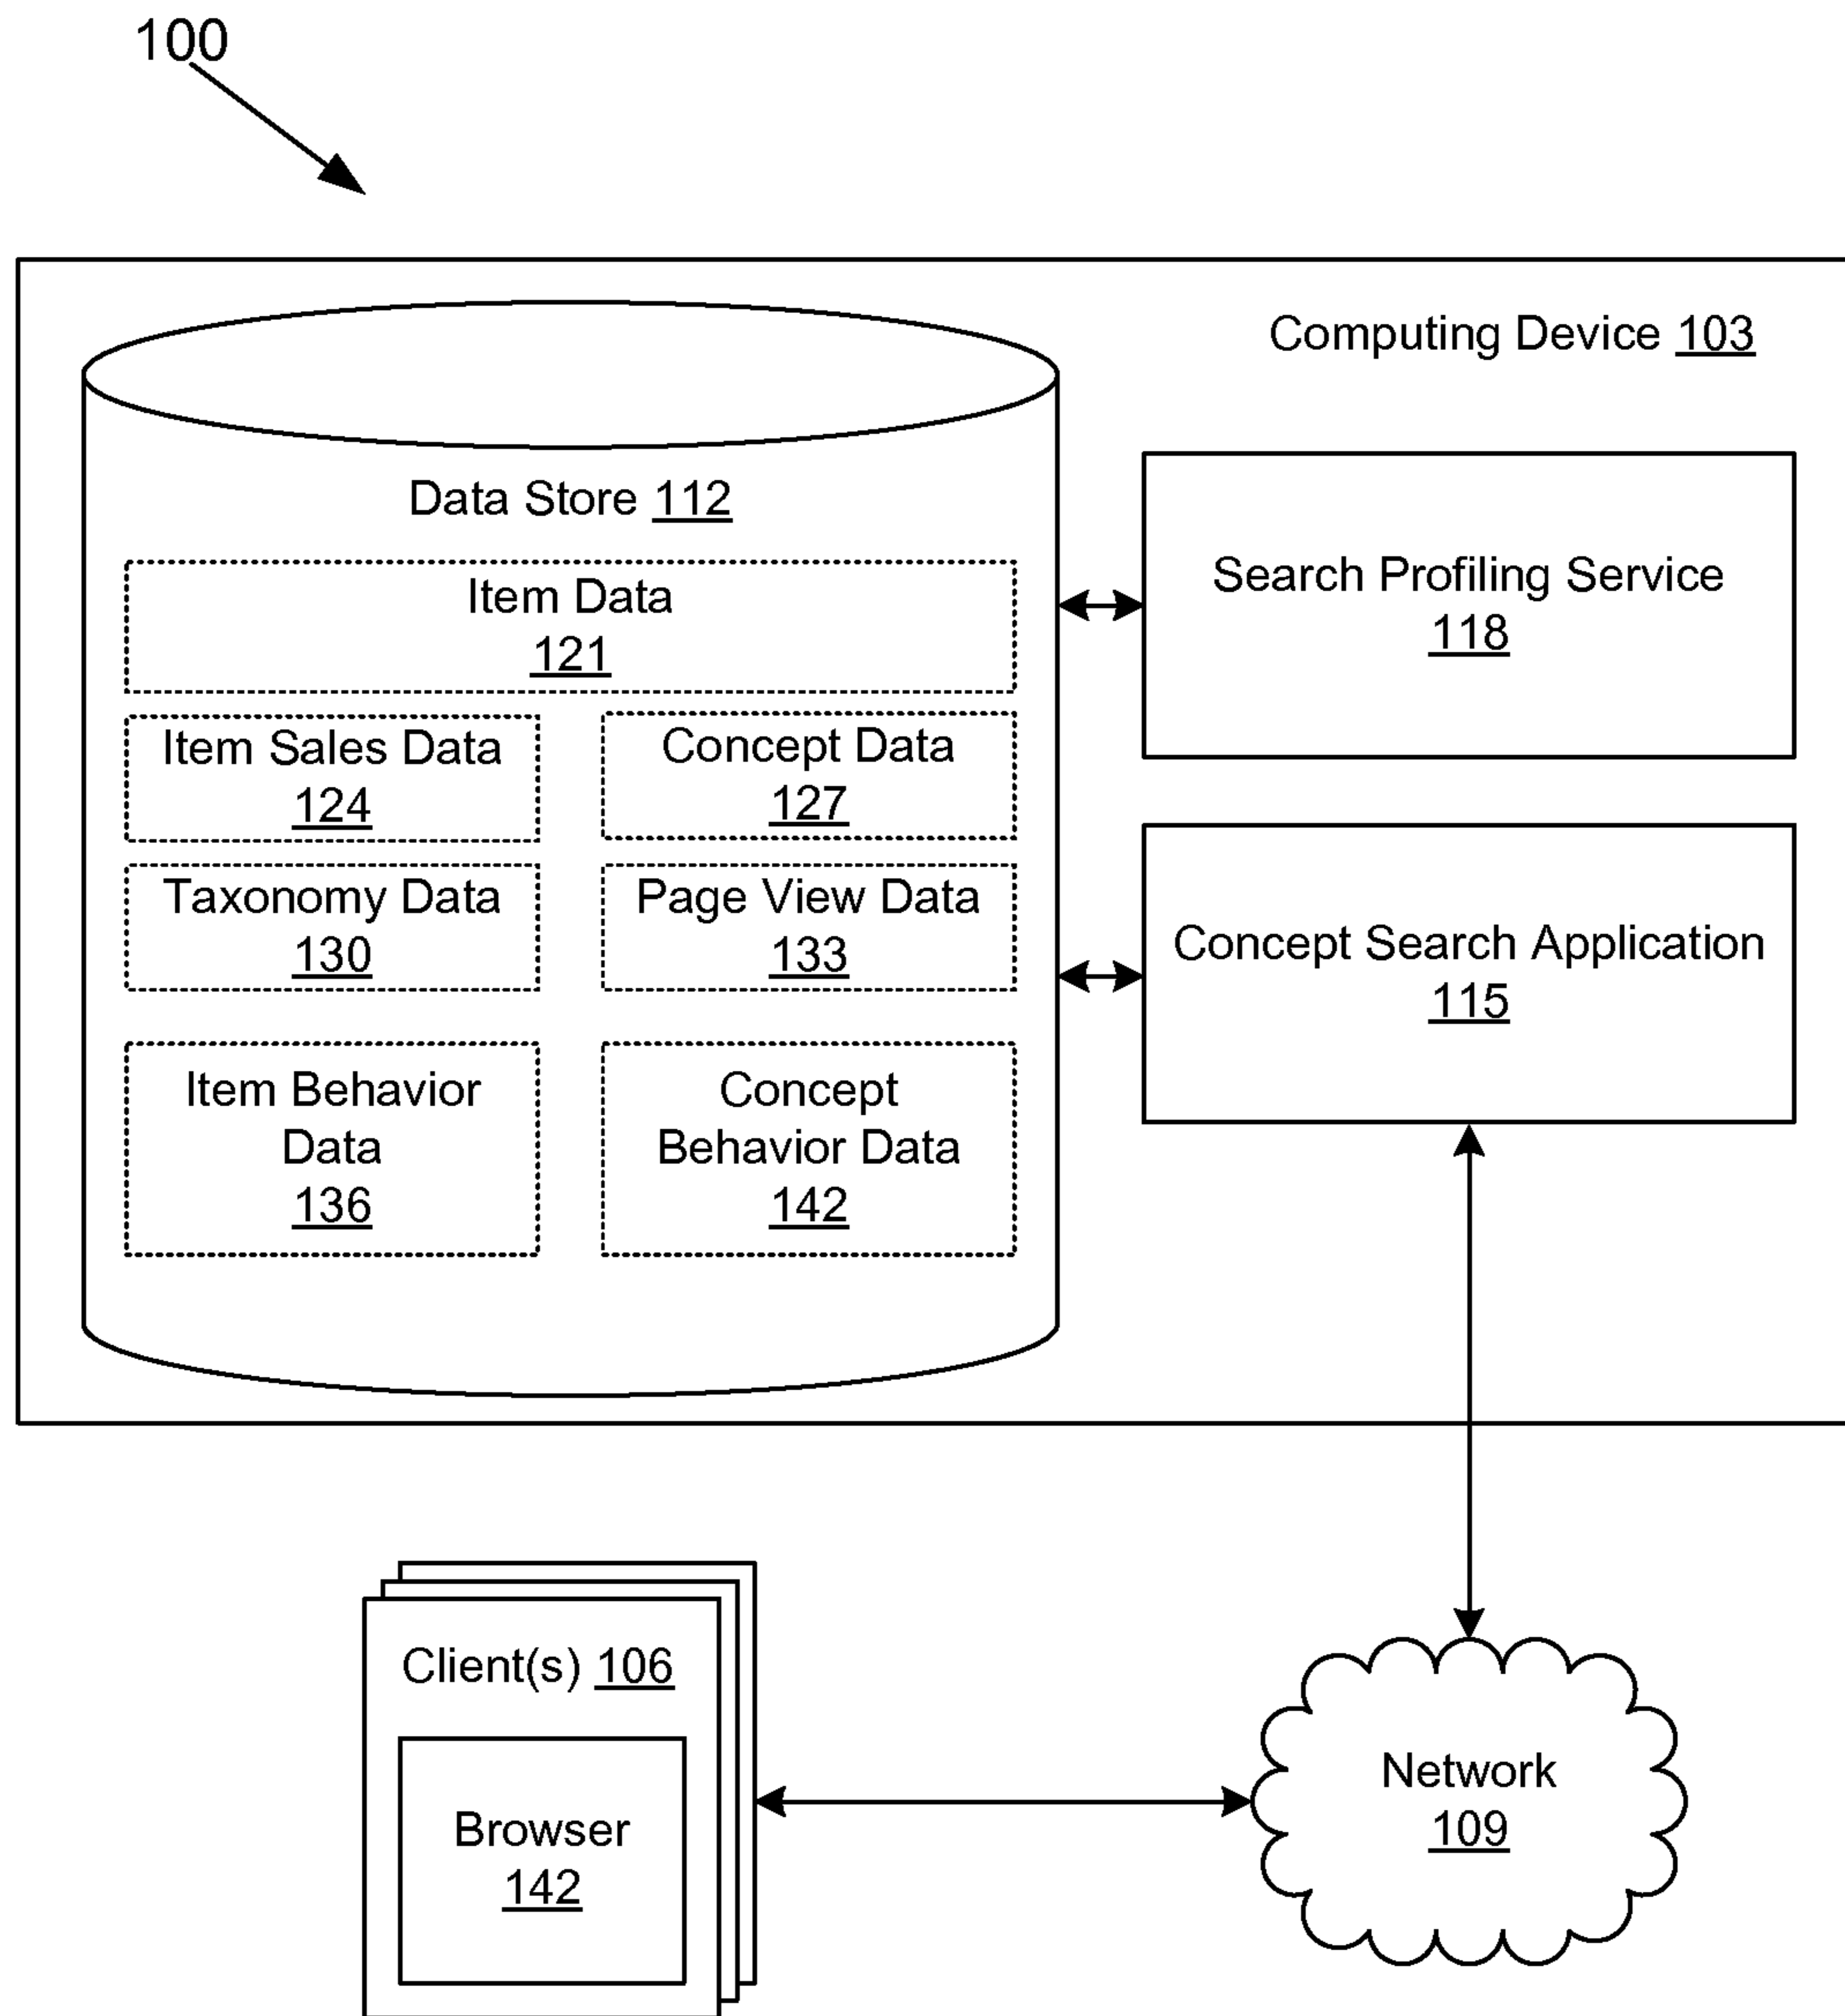 100
Computing Device 103
Data Store 112
Item Data
121
Item Sales Data
124
Concept Data
127
Taxonomy Data
130
Page View Data
133
Item Behavior
Data
136
Concept
Behavior Data
142
Search Profiling Service
118
Concept Search Application
115
Client(s) 106
Browser
142
Network
109